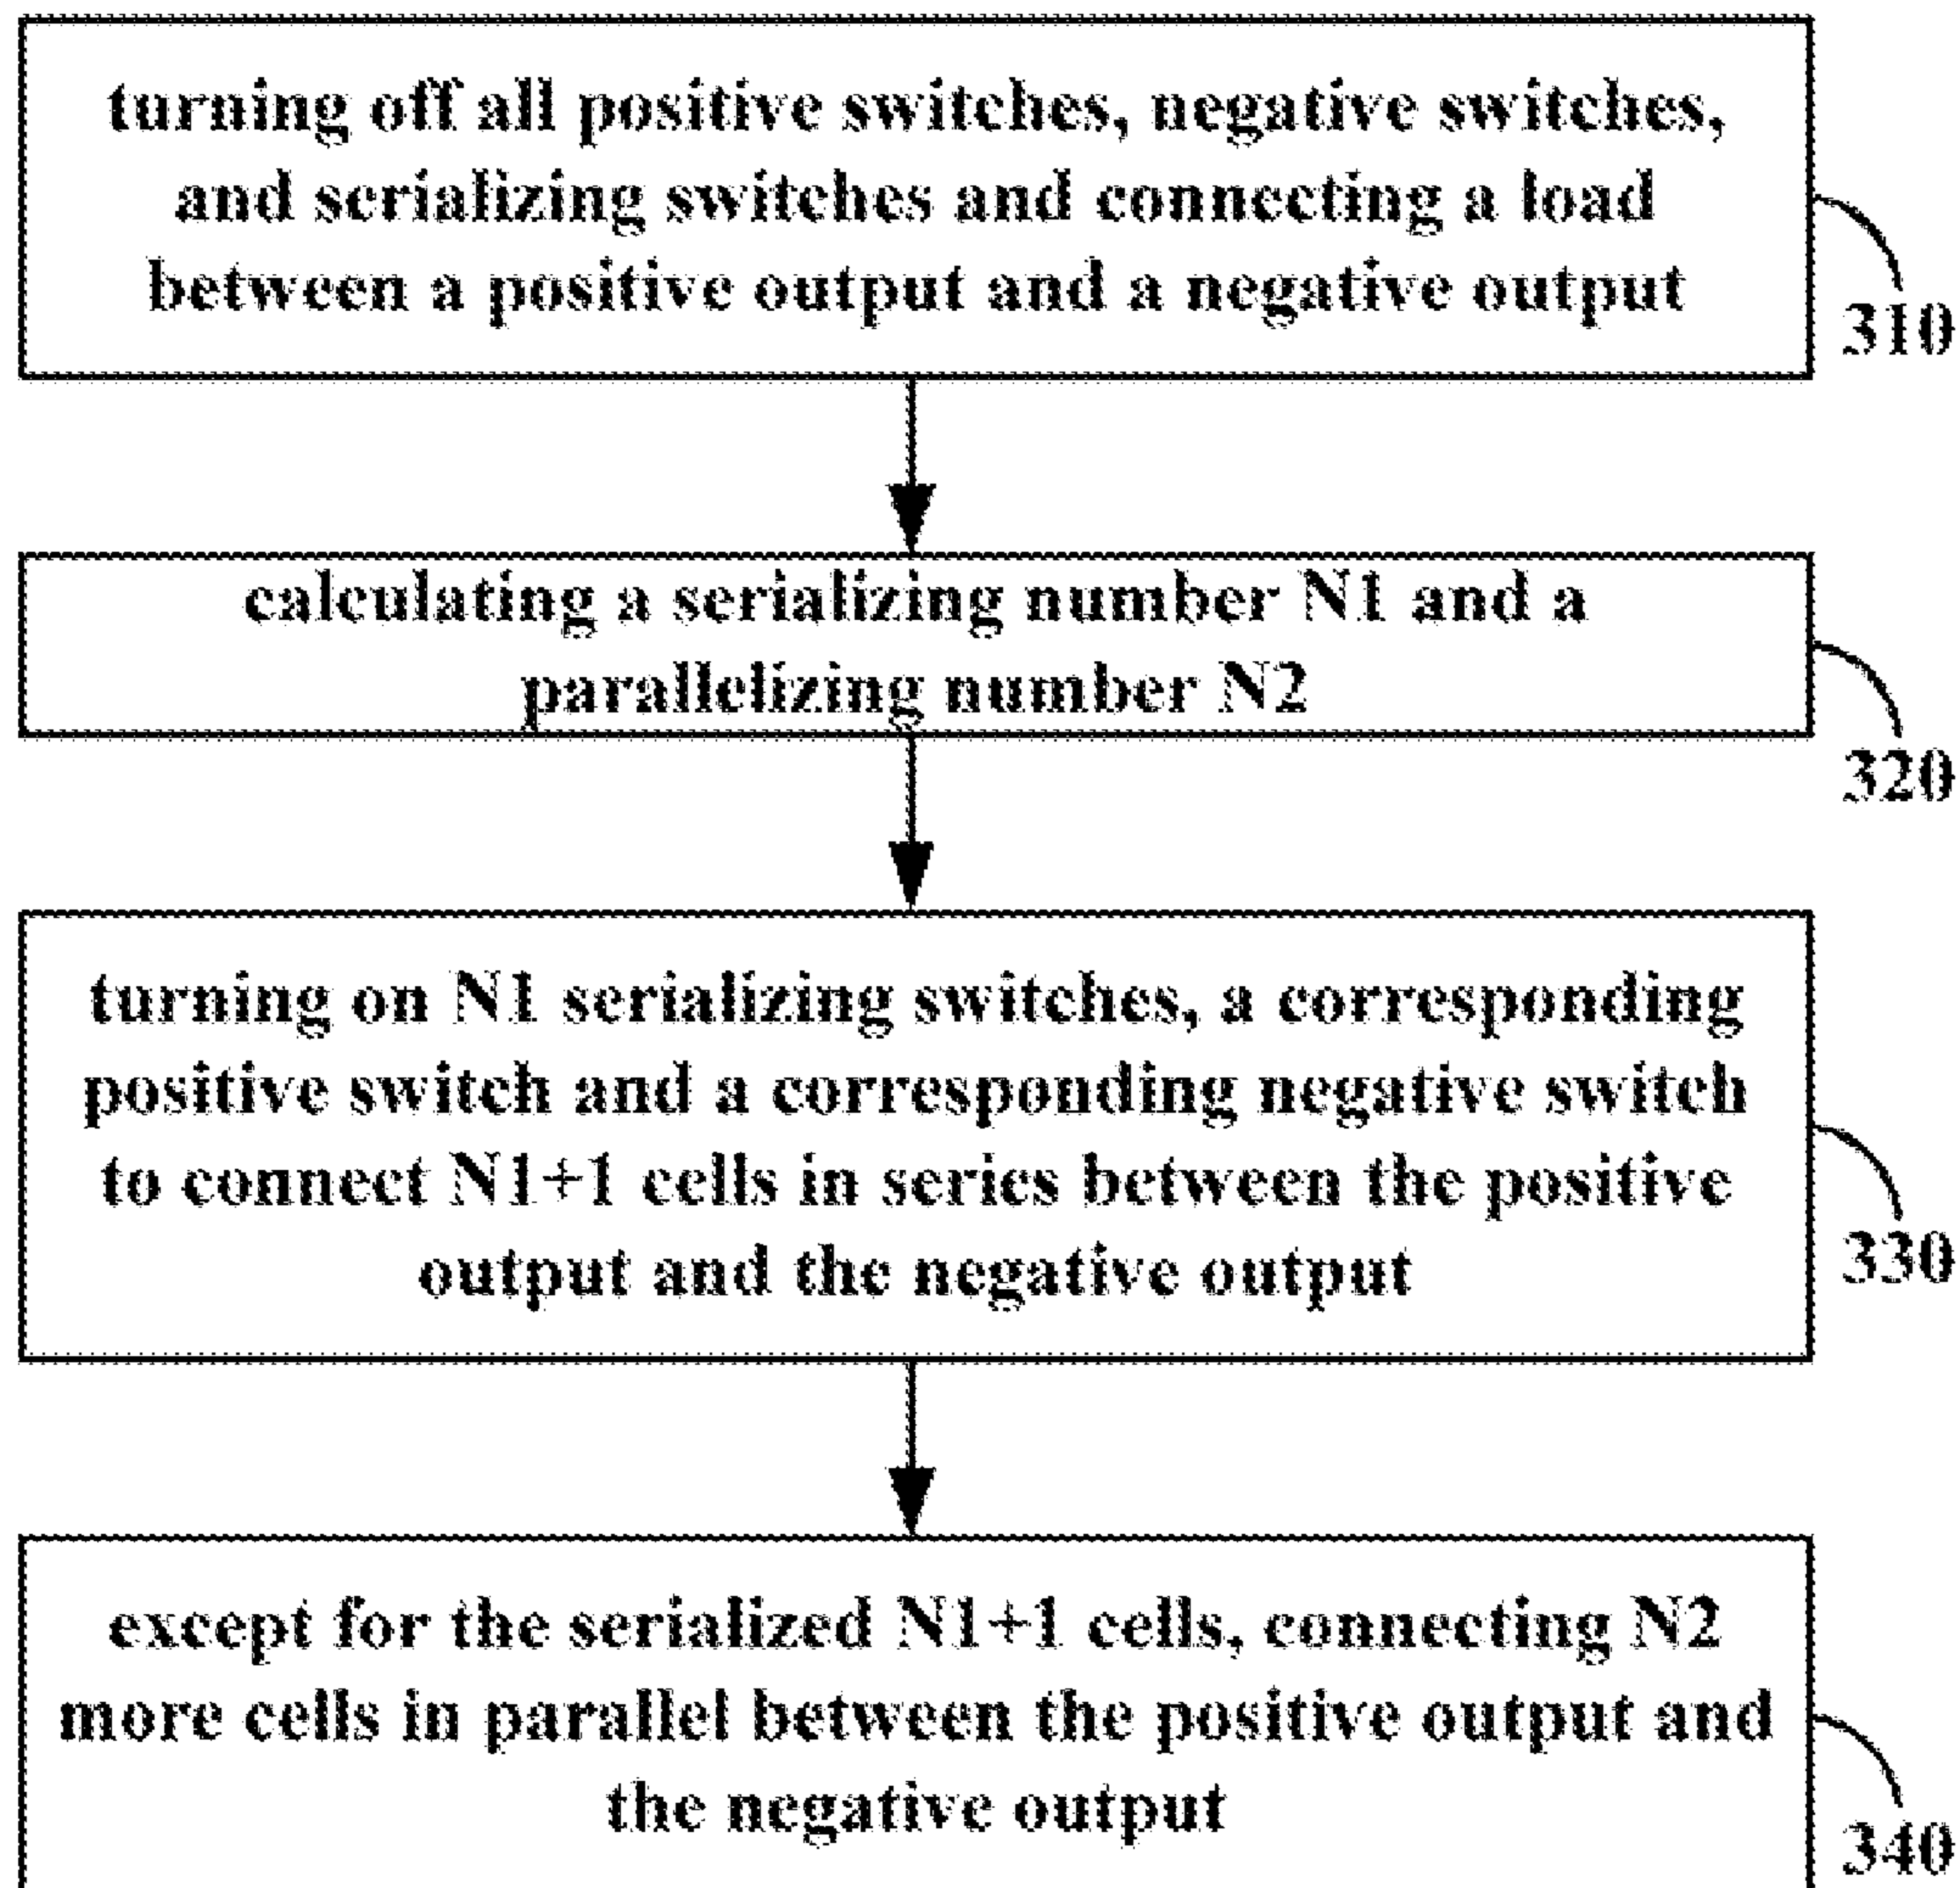 turning off all positive switches, negative switches,
and serializing switches and connecting a load
between a positive output and a negative output
310
calculating a serializing number N1 and a
parallelizing number N2
320
turning on N1 serializing switches, a corresponding
positive switch and a corresponding negative switch
to connect N1+1 cells in series between the positive
output and the negative output
330
except for the serialized N1+1 cells, connecting N2
more cells in parallel between the positive output and
the negative output
340